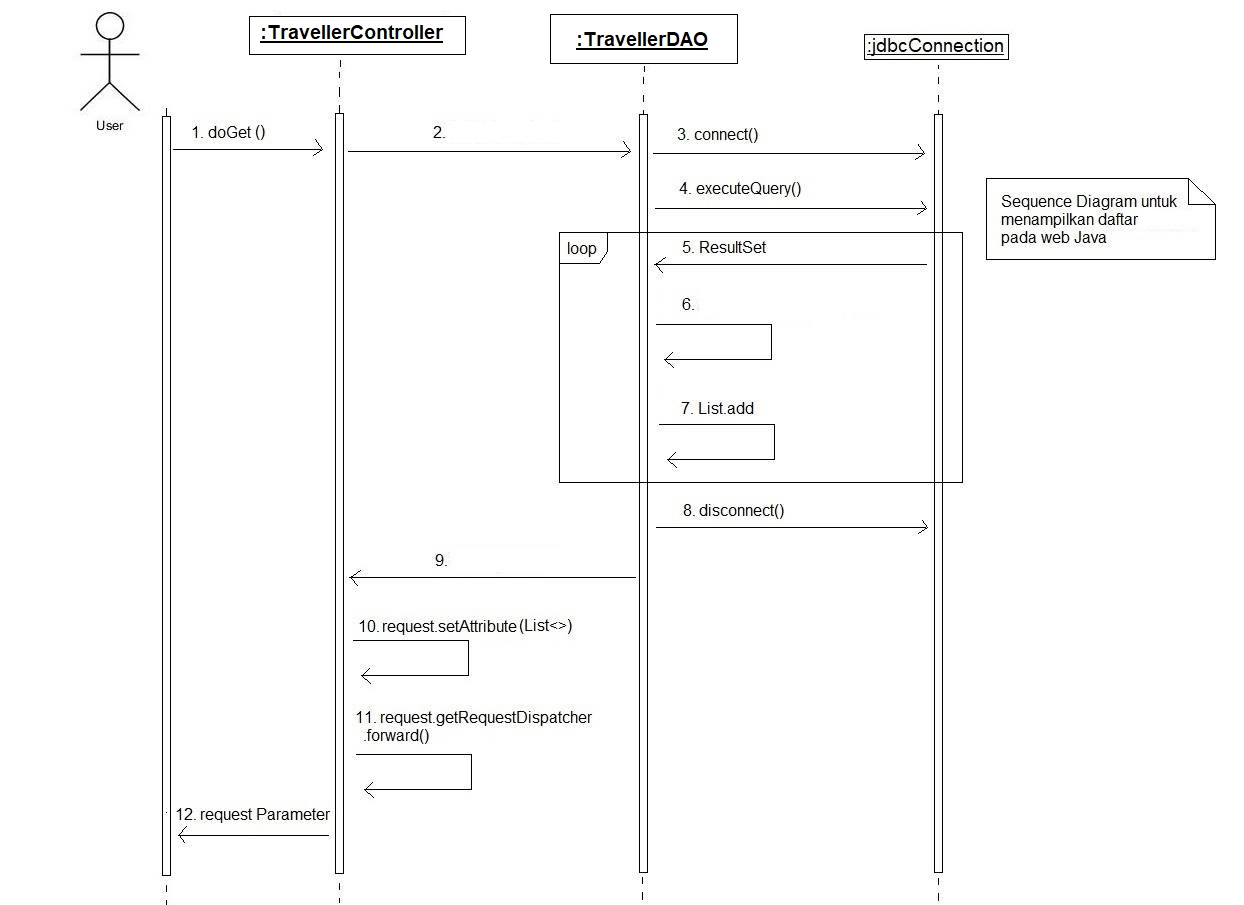 :TravellerController
:TravellerDAO
:jdbcConnection
User
1. doGet ()
2.
3. connect()
4. executeQuery()
Sequence Diagram untuk
menampilkan daftar
pada web Java
loop
5. ResultSet
6.
7. List.add
8. disconnect()
9.
10. request.setAttribute (List<>)
11. request.getRequestDispatcher
.forward()
12. request Parameter